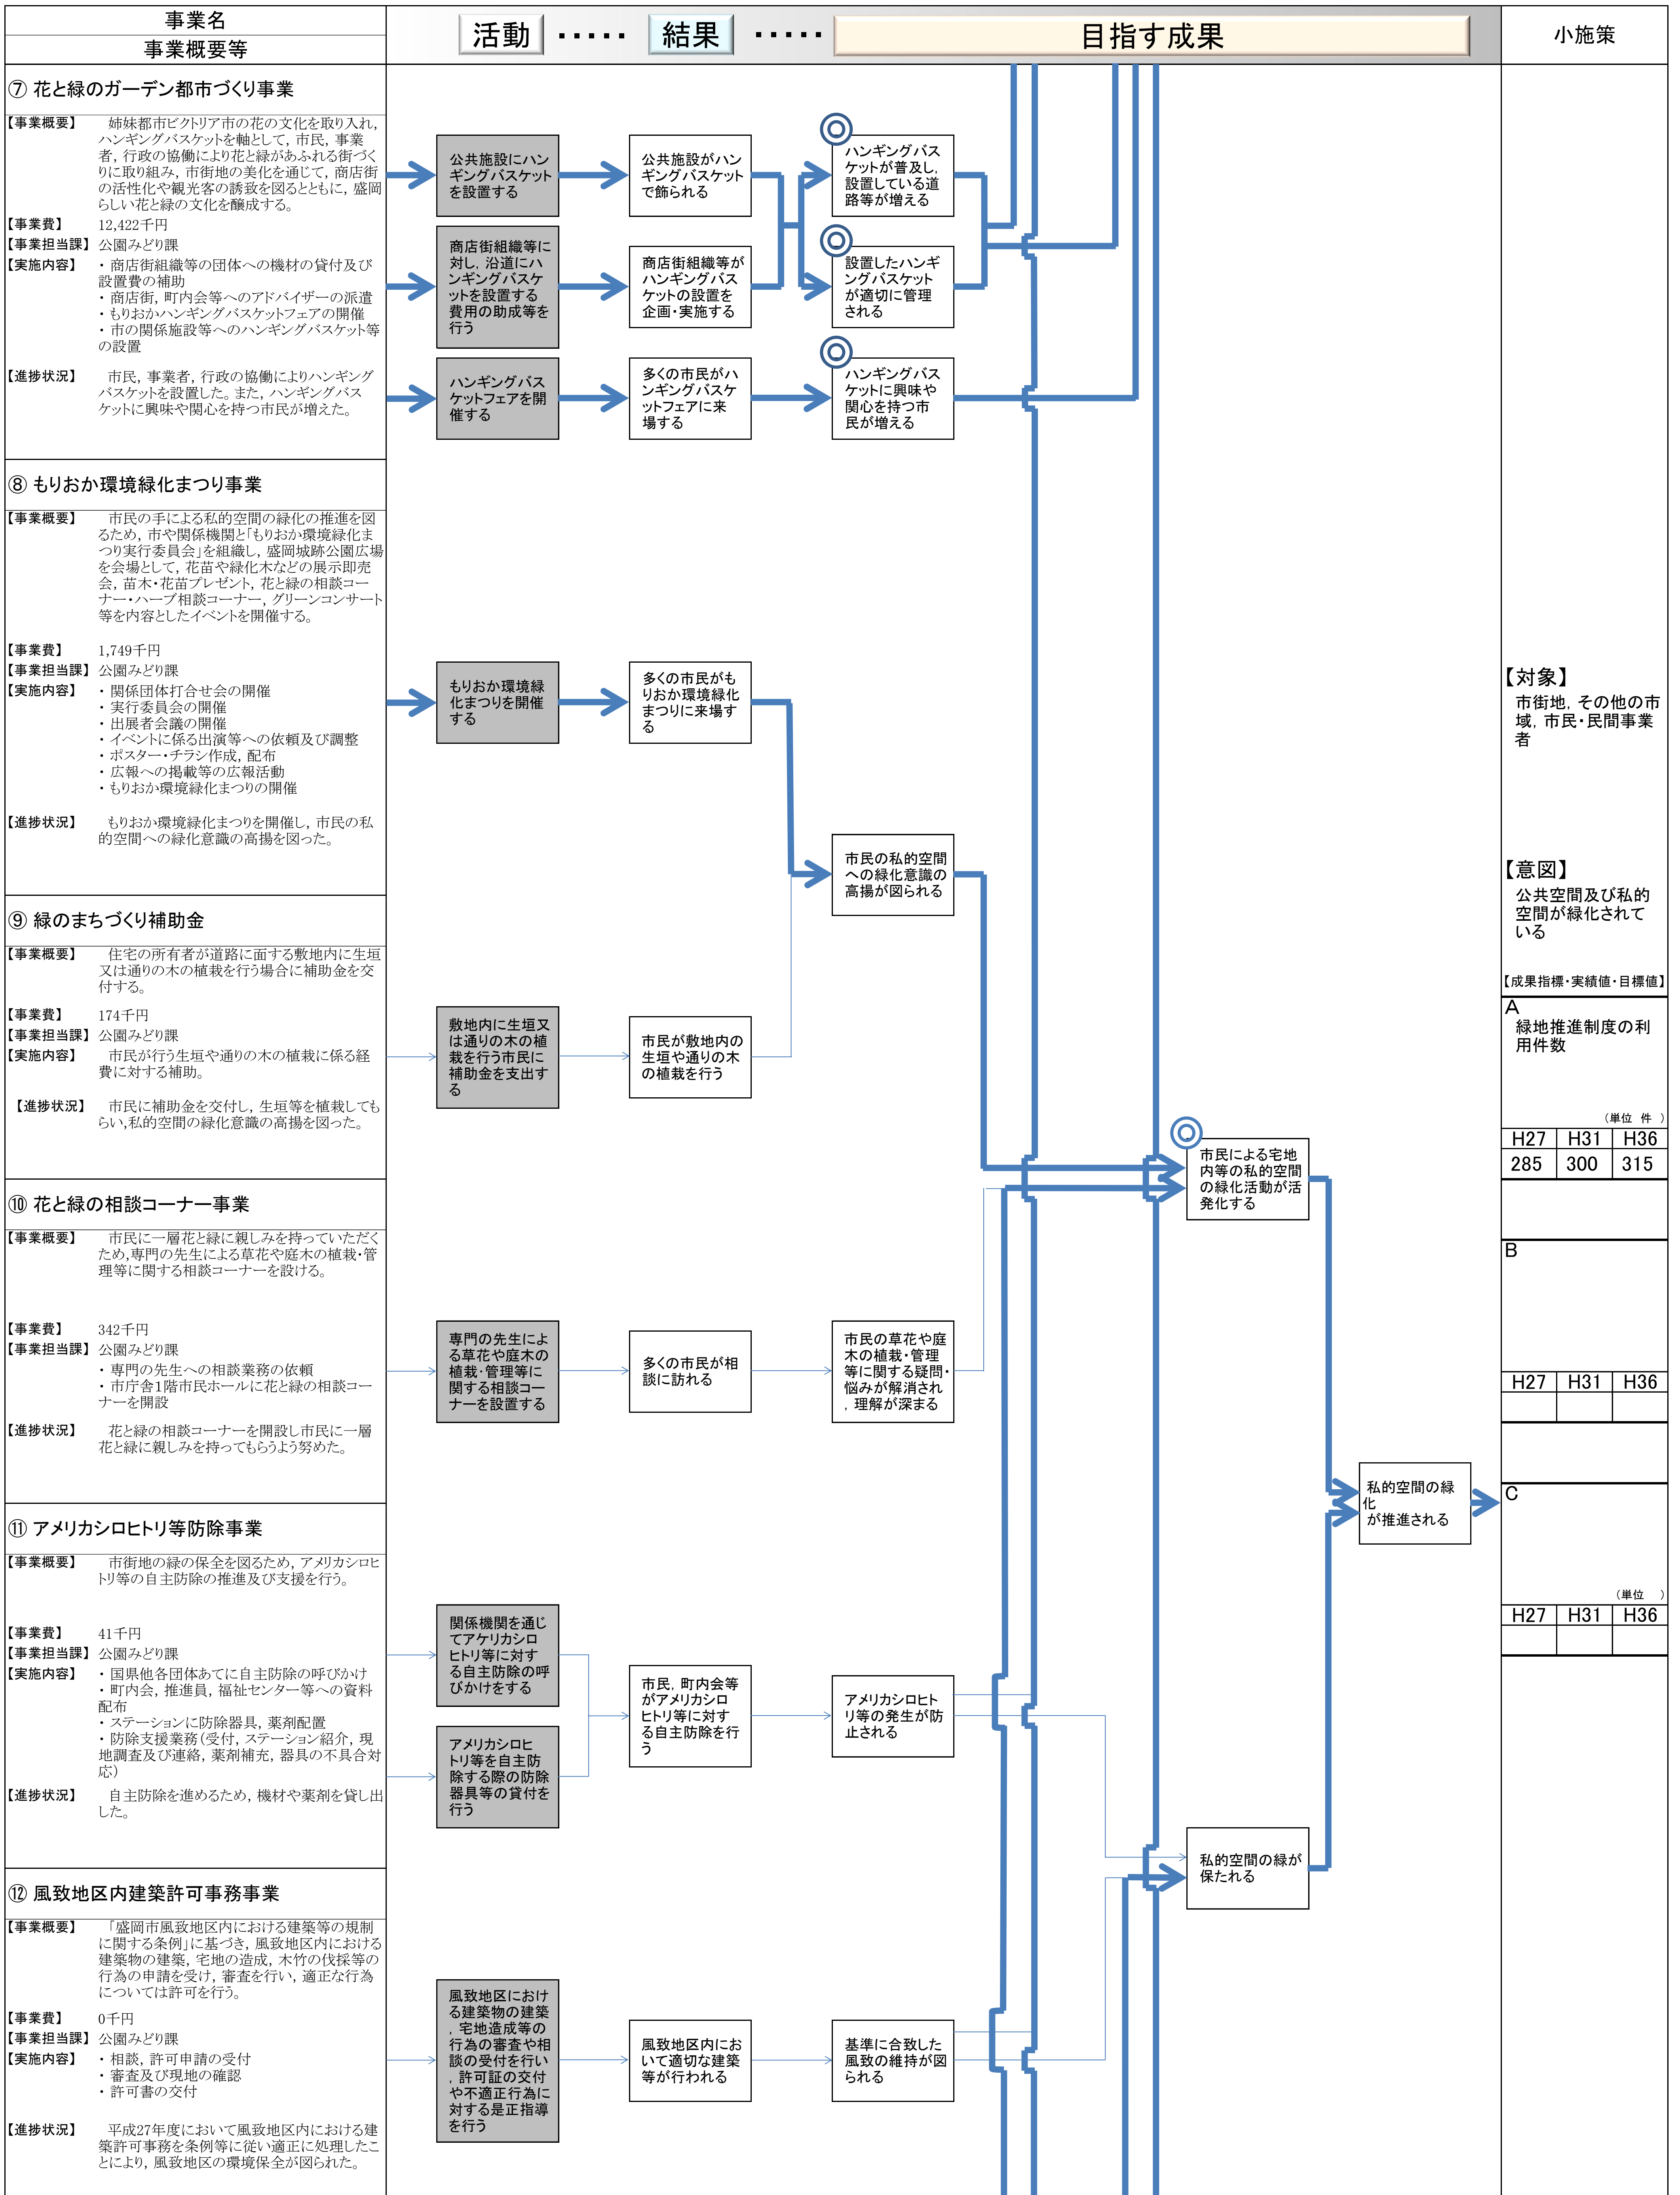 事業名
事業概要等
活動 ・・・・・ 結果 ・・・・・ 目指す成果
小施策
⑦ 花と緑のガーデン都市づくり事業
【事業概要】 姉妹都市ビクトリア市の花の文化を取り入れ,
ハンギングバスケットを軸として, 市民, 事業
者, 行政の協働により花と緑があふれる街づく
りに取り組み, 市街地の美化を通じて, 商店街
の活性化や観光客の誘致を図るとともに, 盛岡
らしい花と緑の文化を醸成する。
【事業費】 12,422千円
【事業担当課】 公園みどり課
【実施内容】 ・商店街組織等の団体への機材の貸付及び
設置費の補助
・商店街, 町内会等へのアドバイザーの派遣
・もりおかハンギングバスケットフェアの開催
・市の関係施設等へのハンギングバスケット等
の設置
【進捗状況】 市民, 事業者, 行政の協働によりハンギング
バスケットを設置した。また, ハンギングバス
ケットに興味や関心を持つ市民が増えた。
公共施設にハン
ギングバスケット
を設置する
公共施設がハン
ギングバスケット
で飾られる
ハンギングバス
ケットが普及し,
設置している道
路等が増える
商店街組織等に
対し, 沿道にハ
ンギングバスケ
ットを設置する
費用の助成等を
行う
商店街組織等が
ハンギングバス
ケットの設置を
企画・実施する
設置したハンギ
ングバスケット
が適切に管理
される
ハンギングバス
ケットフェアを開
催する
多くの市民がハ
ンギングバスケ
ットフェアに来
場する
ハンギングバス
ケットに興味や
関心を持つ市
民が増える
⑧ もりおか環境緑化まつり事業
【事業概要】 市民の手による私的空間の緑化の推進を図
るため, 市や関係機関と「もりおか環境緑化ま
つり実行委員会」を組織し, 盛岡城跡公園広場
を会場として, 花苗や緑化木などの展示即売
会, 苗木・花苗プレゼント, 花と緑の相談コー
ナー・ハーブ相談コーナー, グリーンコンサート
等を内容としたイベントを開催する。
【事業費】 1,749千円
【事業担当課】 公園みどり課
【実施内容】 ・関係団体打合せ会の開催
・実行委員会の開催
・出展者会議の開催
・イベントに係る出演等への依頼及び調整
・ポスター・チラシ作成, 配布
・広報への掲載等の広報活動
・もりおか環境緑化まつりの開催
【進捗状況】 もりおか環境緑化まつりを開催し, 市民の私
的空間への緑化意識の高揚を図った。
もりおか環境緑
化まつりを開催
する
多くの市民がも
りおか環境緑化
まつりに来場す
る
市民の私的空間
への緑化意識の
高揚が図られる
⑨ 緑のまちづくり補助金
【事業概要】 住宅の所有者が道路に面する敷地内に生垣
又は通りの木の植栽を行う場合に補助金を交
付する。
【事業費】 174千円
【事業担当課】 公園みどり課
【実施内容】 市民が行う生垣や通りの木の植栽に係る経
費に対する補助。
【進捗状況】 市民に補助金を交付し, 生垣等を植栽しても
らい,私的空間の緑化意識の高揚を図った。
敷地内に生垣又
は通りの木の植
栽を行う市民に
補助金を支出す
る
市民が敷地内の
生垣や通りの木
の植栽を行う
市民による宅地
内等の私的空間
の緑化活動が活
発化する
⑩ 花と緑の相談コーナー事業
【事業概要】 市民に一層花と緑に親しみを持っていただく
ため,専門の先生による草花や庭木の植栽・管
理等に関する相談コーナーを設ける。
【事業費】 342千円
【事業担当課】 公園みどり課
・専門の先生への相談業務の依頼
・市庁舎1階市民ホールに花と緑の相談コー
ナーを開設
【進捗状況】 花と緑の相談コーナーを開設し市民に一層
花と緑に親しみを持ってもらうよう努めた。
専門の先生によ
る草花や庭木の
植栽・管理等に
関する相談コー
ナーを設置する
多くの市民が相
談に訪れる
市民の草花や庭
木の植栽・管理
等に関する疑問・
悩みが解消され
, 理解が深まる
⑪ アメリカシロヒトリ等防除事業
【事業概要】 市街地の緑の保全を図るため, アメリカシロヒ
トリ等の自主防除の推進及び支援を行う。
【事業費】 41千円
【事業担当課】 公園みどり課
【実施内容】 ・国県他各団体あてに自主防除の呼びかけ
・町内会, 推進員, 福祉センター等への資料
配布
・ステーションに防除器具, 薬剤配置
・防除支援業務(受付, ステーション紹介, 現
地調査及び連絡, 薬剤補充, 器具の不具合対
応)
【進捗状況】 自主防除を進めるため, 機材や薬剤を貸し出
した。
関係機関を通じ
てアケリカシロ
ヒトリ等に対す
る自主防除の呼
びかけをする
アメリカシロヒ
トリ等を自主防
除する際の防除
器具等の貸付を
行う
市民, 町内会等
がアメリカシロ
ヒトリ等に対す
る自主防除を行
う
アメリカシロヒト
リ等の発生が防
止される
私的空間の緑
化
が推進される
私的空間の緑が
保たれる
⑫ 風致地区内建築許可事務事業
【事業概要】 「盛岡市風致地区内における建築等の規制
に関する条例」に基づき, 風致地区内における
建築物の建築, 宅地の造成, 木竹の伐採等の
行為の申請を受け, 審査を行い, 適正な行為
については許可を行う。
【事業費】 0千円
【事業担当課】 公園みどり課
【実施内容】 ・相談, 許可申請の受付
・審査及び現地の確認
・許可書の交付
【進捗状況】 平成27年度において風致地区内における建
築許可事務を条例等に従い適正に処理したこ
とにより, 風致地区の環境保全が図られた。
風致地区におけ
る建築物の建築
, 宅地造成等の
行為の審査や相
談の受付を行い
, 許可証の交付
や不適正行為に
対する是正指導
を行う
風致地区内にお
いて適切な建築
等が行われる
基準に合致した
風致の維持が図
られる
【対象】
市街地, その他の市
域, 市民・民間事業
者
【意図】
公共空間及び私的
空間が緑化されて
いる
【成果指標・実績値・目標値】
A
緑地推進制度の利
用件数
(単位 件 )
H27 H31 H36
285 300 315
B
H27 H31 H36
C
(単位 )
H27 H31 H36